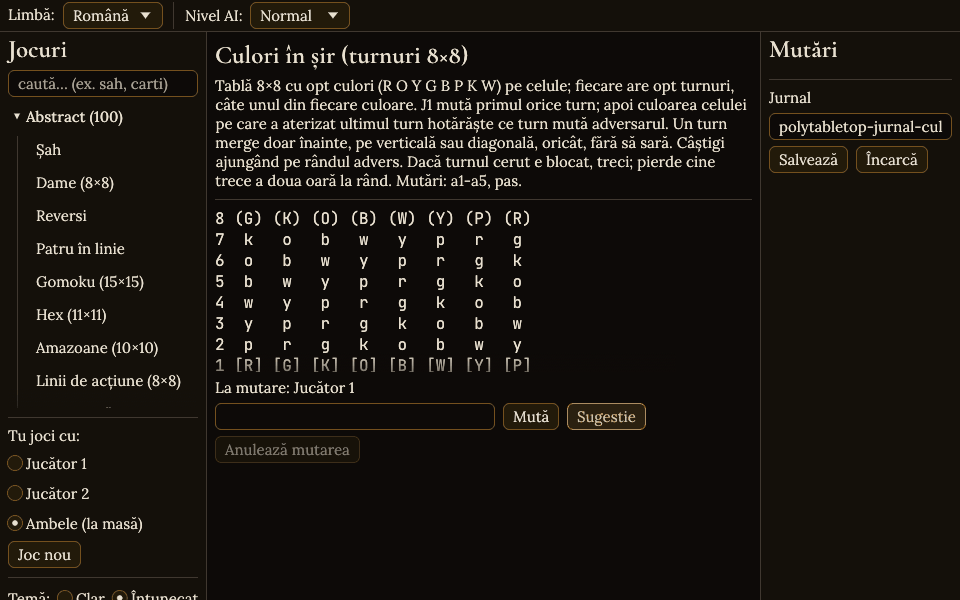 Limbă: Română ▼ Nivel AI: Normal ▼
Jocuri
caută... (ex. sah, carti)
▼ Abstract (100)
Șah
Dame (8×8)
Reversi
Patru în linie
Gomoku (15×15)
Hex (11×11)
Amazoane (10×10)
Linii de acțiune (8×8)
Tu joci cu:
Jucător 1
Jucător 2
Ambele (la masă)
Joc nou
Temă: Clar Întunecat
Culori în șir (turnuri 8×8)
Tablă 8×8 cu opt culori (R O Y G B P K W) pe celule; fiecare are opt turnuri,
câte unul din fiecare culoare. J1 mută primul orice turn; apoi culoarea celulei
pe care a aterizat ultimul turn hotărăște ce turn mută adversarul. Un turn
merge doar înainte, pe verticală sau diagonală, oricât, fără să sară. Câștigi
ajungând pe rândul advers. Dacă turnul cerut e blocat, treci; pierde cine
trece a doua oară la rând. Mutări: a1-a5, pas.
8 (G) (K) (O) (B) (W) (Y) (P) (R)
7 k o b w y p r g
6 o b w y p r g k
5 b w y p r g k o
4 w y p r g k o b
3 y p r g k o b w
2 p r g k o b w y
1 [R] [G] [K] [O] [B] [W] [Y] [P]
La mutare: Jucător 1
Mută Sugestie
Anulează mutarea
Mutări
Jurnal
polytabletop-jurnal-cul
Salvează Încarcă